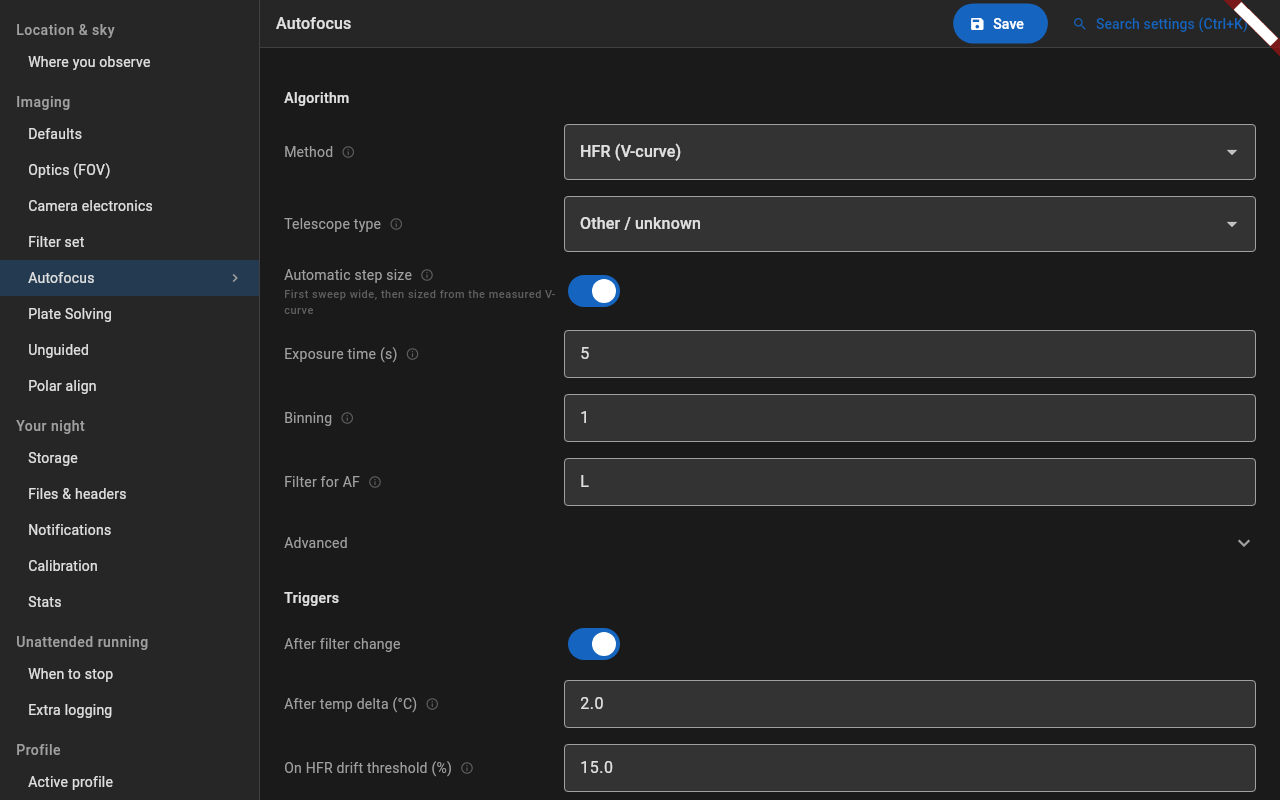 Location & sky
Where you observe
Imaging
Defaults
Optics (FOV)
Camera electronics
Filter set
Autofocus
Plate Solving
Unguided
Polar align
Your night
Storage
Files & headers
Notifications
Calibration
Stats
Unattended running
When to stop
Extra logging
Profile
Active profile
Autofocus
Save
Search settings (Ctrl+K)
Algorithm
Method
HFR (V-curve)
Telescope type
Other / unknown
Automatic step size
First sweep wide, then sized from the measured V-
curve
Exposure time (s)
5
Binning
1
Filter for AF
L
Advanced
Triggers
After filter change
After temp delta (°C)
2.0
On HFR drift threshold (%)
15.0